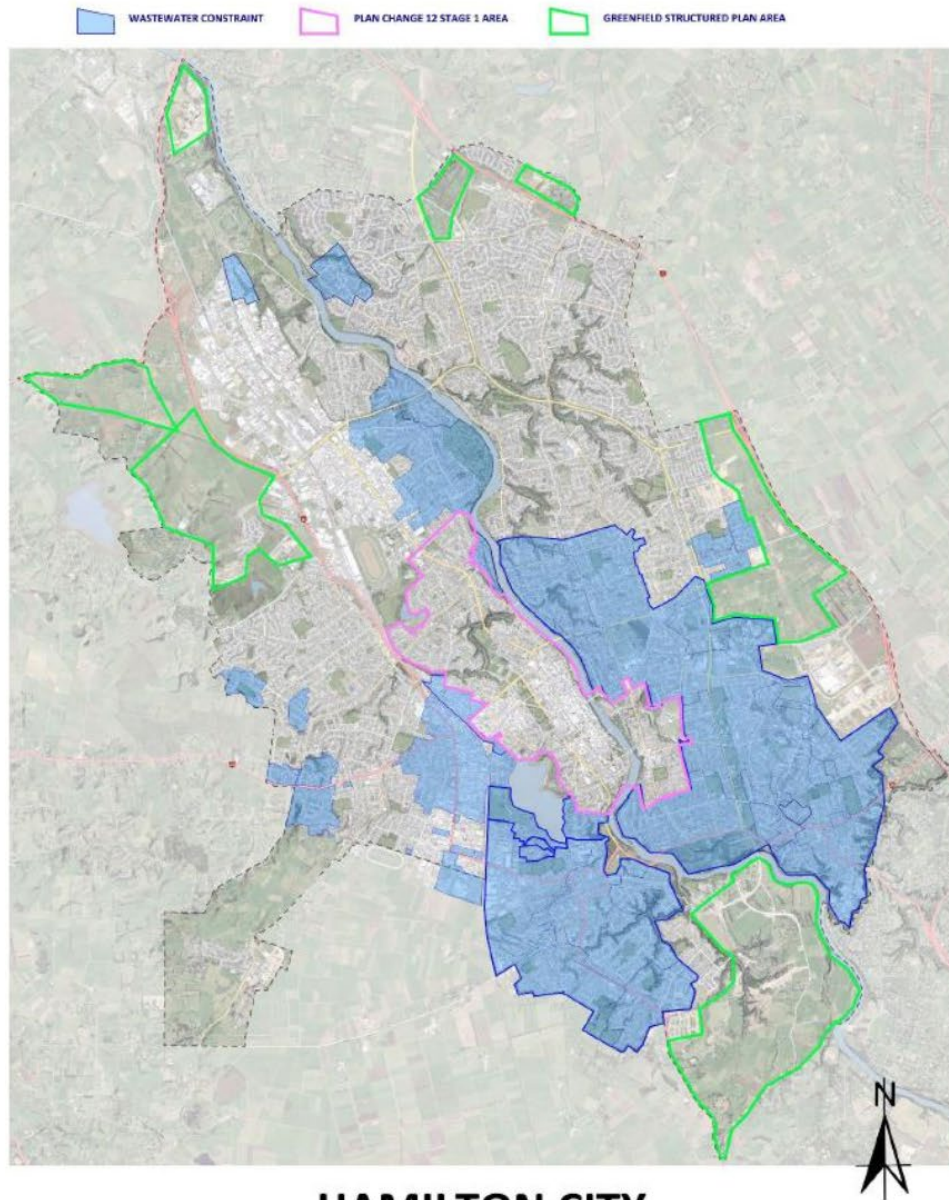 WASTEWATER CONSTRAINT
PLAN CHANGE 12 STAGE 1 AREA
GREENFIELD STRUCTURED PLAN AREA
N
HAMILTON CITY